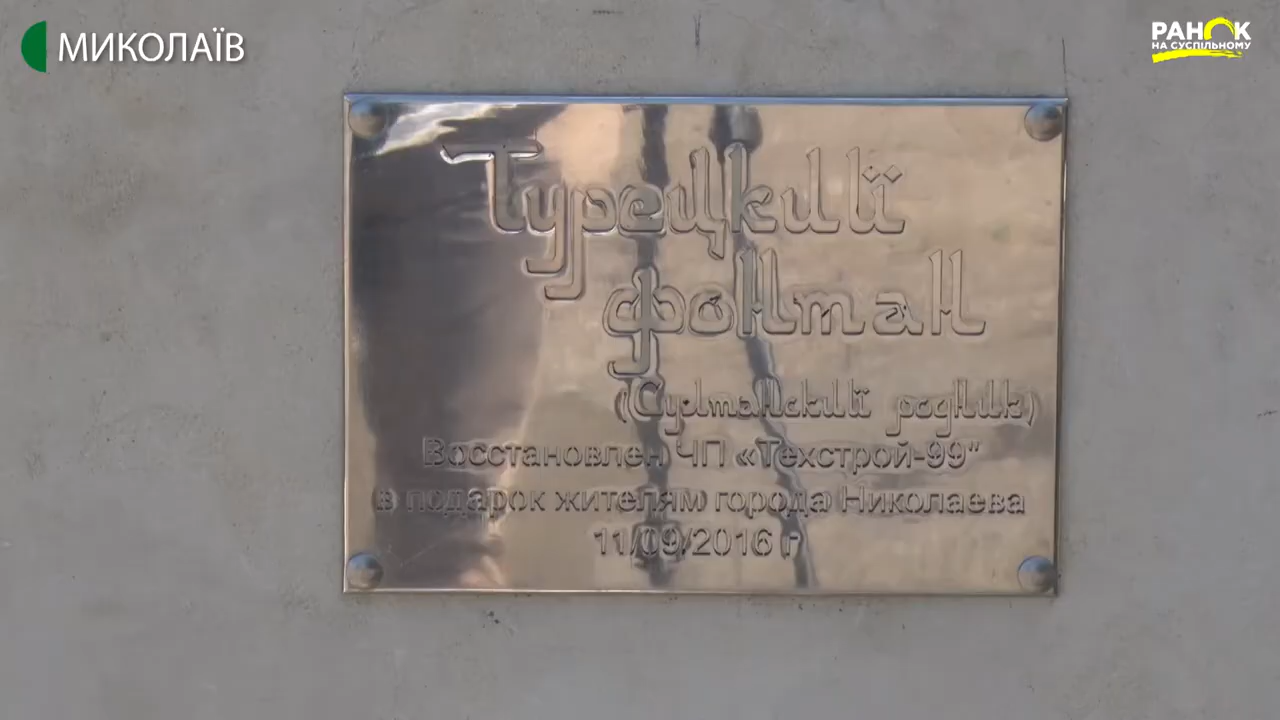 МИКОЛАЇВ
РАНОК
НА СУСПІЛЬНОМУ
Турецкий
фонтан
(Султанский родник)
Восстановлен ЧП «Техстрой-99"
в подарок жителям города Николаева
11/09/2016 г